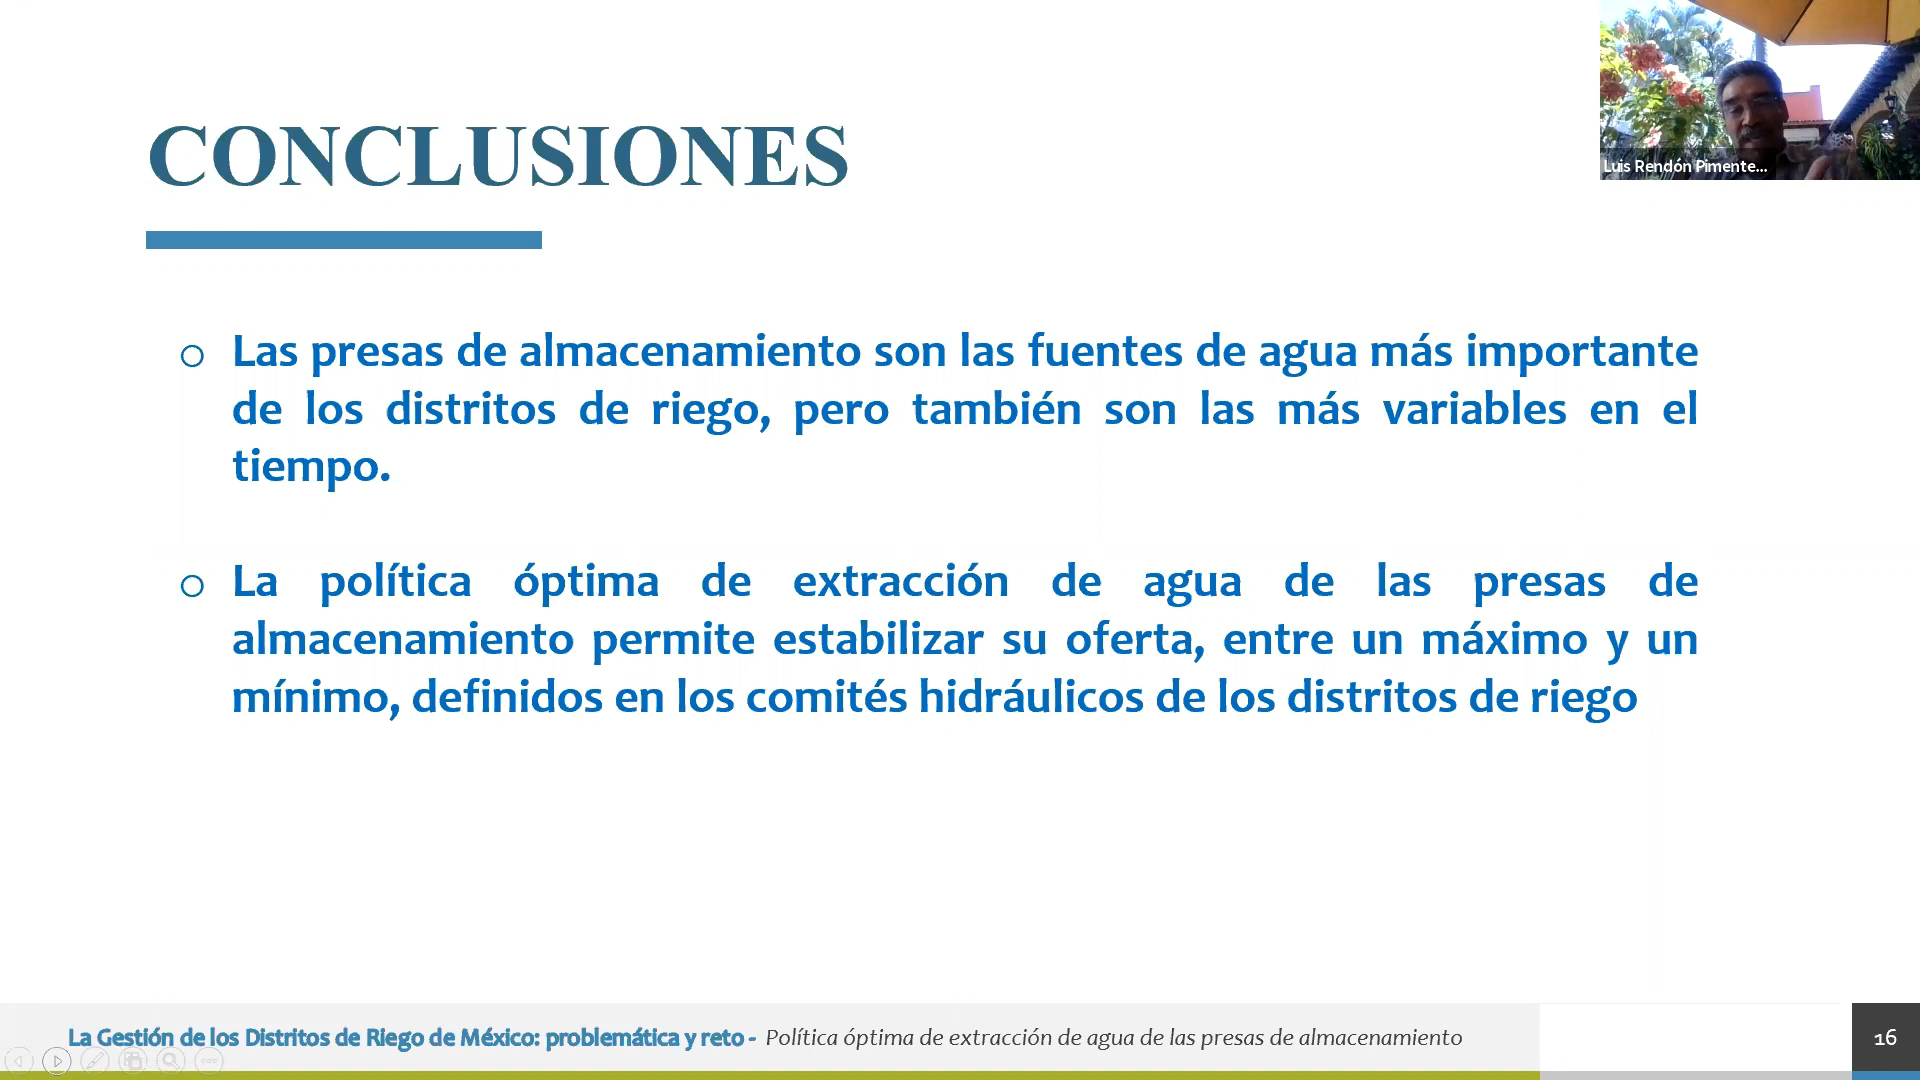 CONCLUSIONES
Luis Rendón Pimente...
o Las presas de almacenamiento son las fuentes de agua más importante
de los distritos de riego, pero también son las más variables en el
tiempo.
o La política óptima de extracción de agua de las presas de
almacenamiento permite estabilizar su oferta, entre un máximo y un
mínimo, definidos en los comités hidráulicos de los distritos de riego
La Gestión de los Distritos de Riego de México: problemática y reto - Política óptima de extracción de agua de las presas de almacenamiento
16